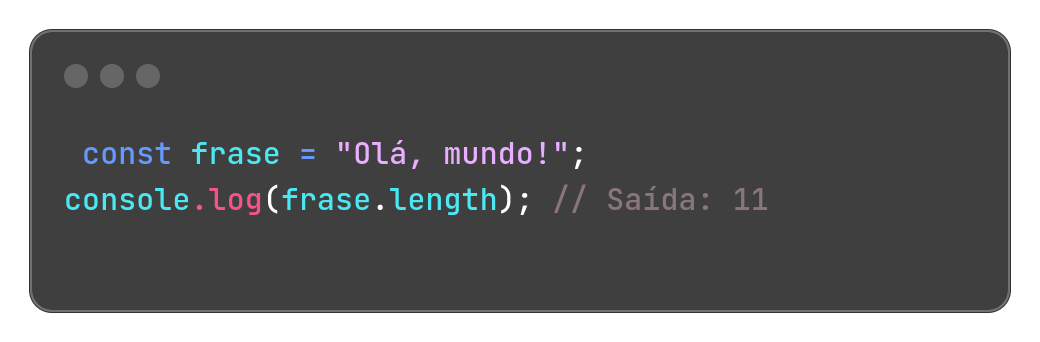 const frase = "Olá, mundo!";
console.log(frase.length); // Saída: 11